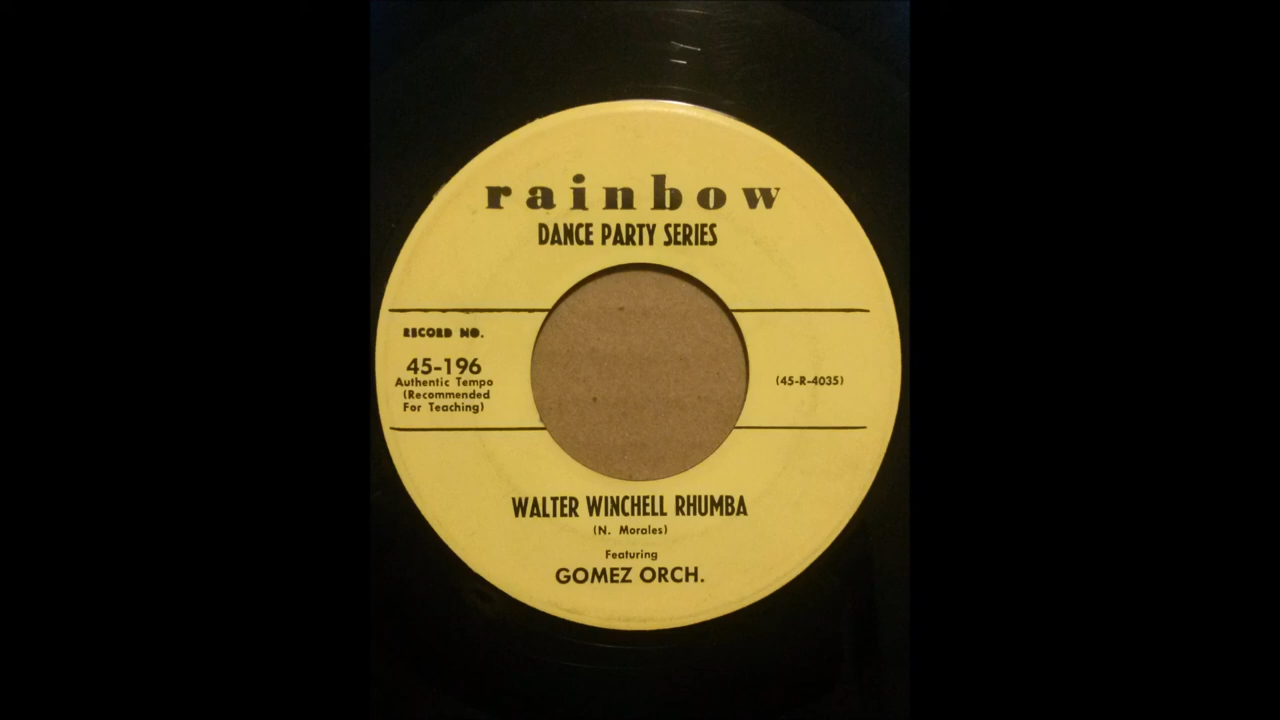 rainbow
DANCE PARTY SERIES
RECORD NO.
45-196
Authentic Tempo
(Recommended
For Teaching)
(45-R-4035)
WALTER WINCHELL RHUMBA
(N. Morales)
Featuring
GOMEZ ORCH.